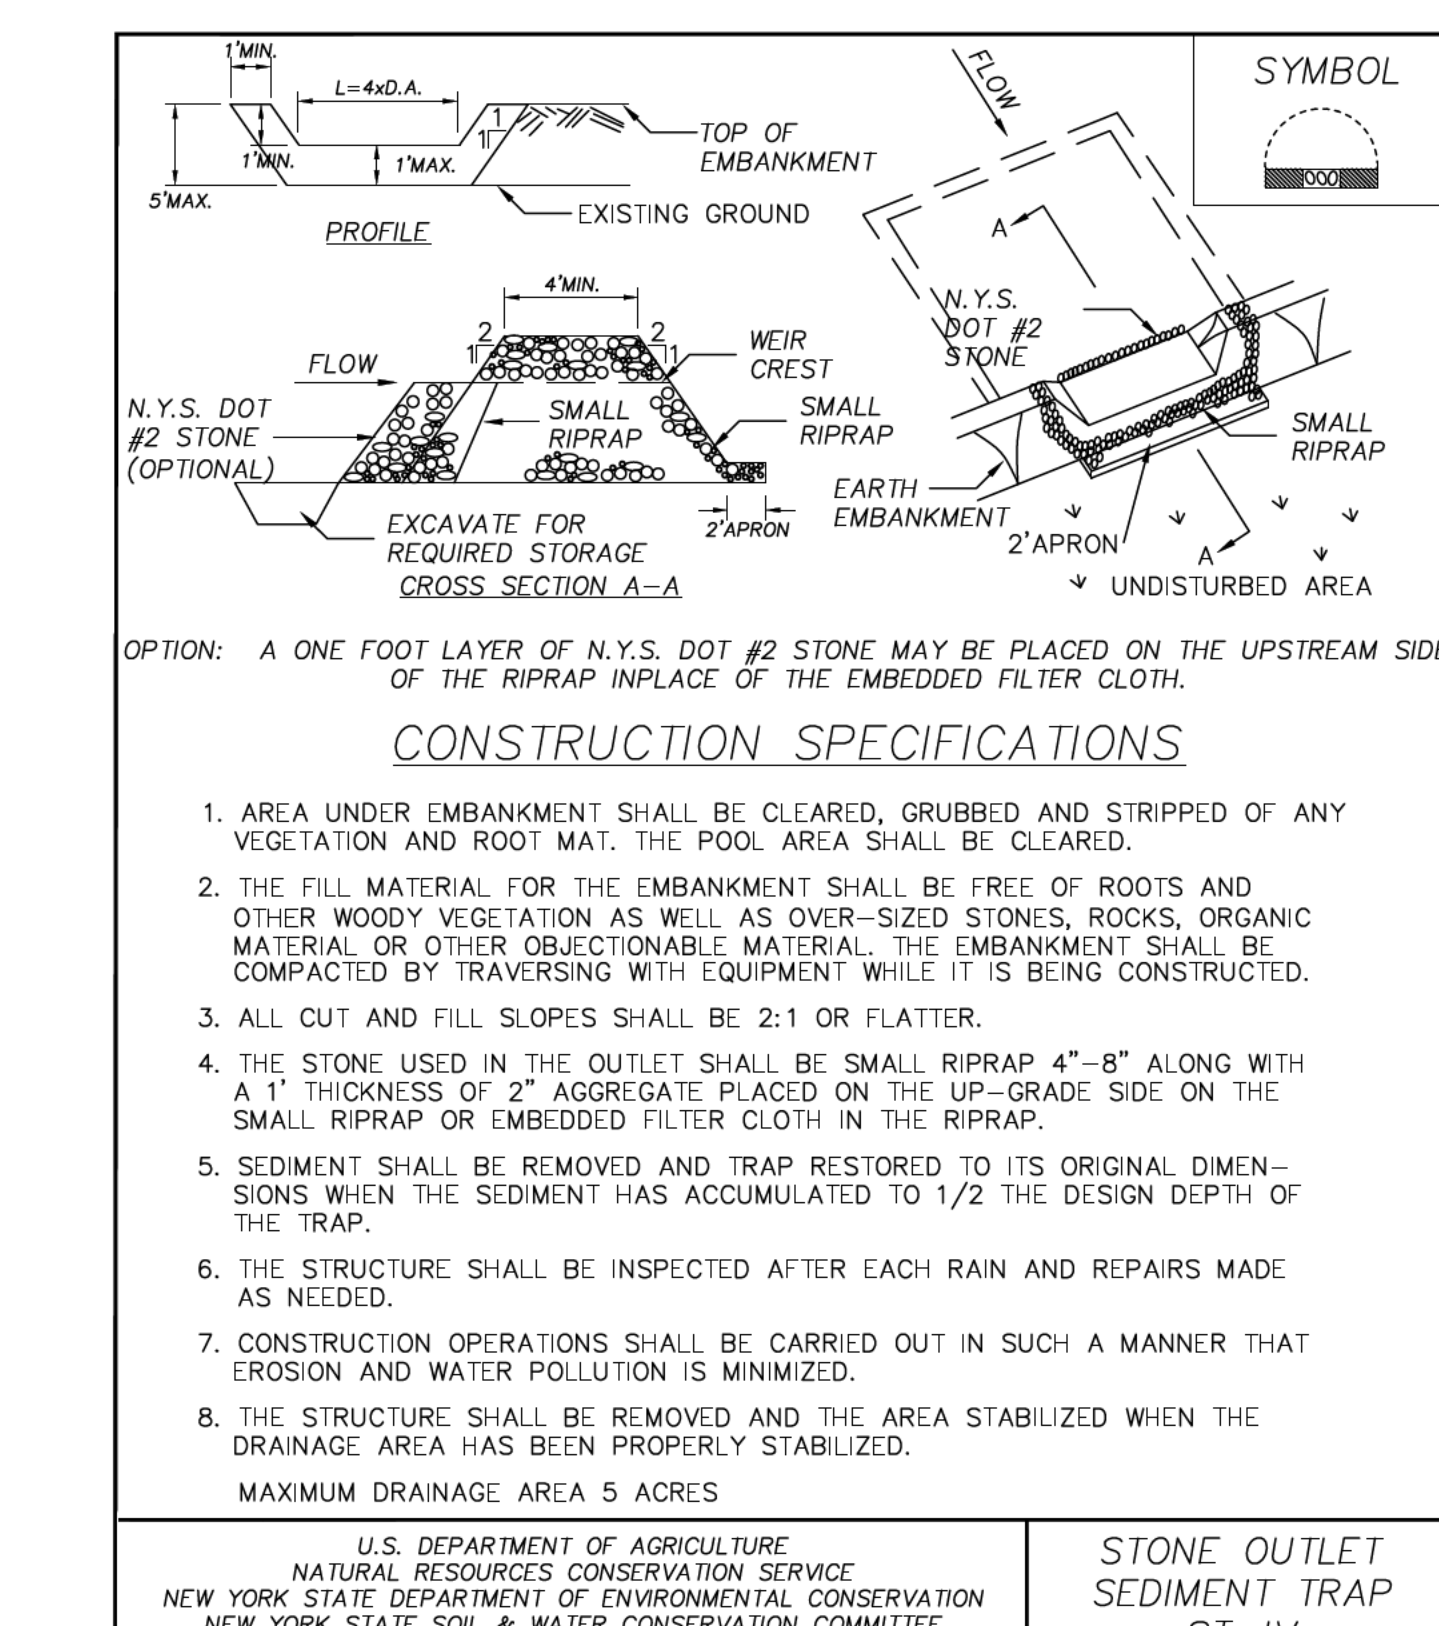 1'MIN.
L=4xD.A.
1
1
1'MIN.
1'MAX.
5'MAX.
TOP OF
EMBANKMENT
EXISTING GROUND
PROFILE
FLOW
SYMBOL
A
N.Y.S.
DOT #2
STONE
4'MIN.
2
1
2
1
FLOW
WEIR
CREST
N.Y.S. DOT
#2 STONE
(OPTIONAL)
SMALL
RIPRAP
SMALL
RIPRAP
SMALL
RIPRAP
EARTH
EMBANKMENT
EXCAVATE FOR
REQUIRED STORAGE
2'APRON
CROSS SECTION A-A
2'APRON
A
UNDISTURBED AREA
OPTION: A ONE FOOT LAYER OF N.Y.S. DOT #2 STONE MAY BE PLACED ON THE UPSTREAM SIDE
OF THE RIPRAP INPLACE OF THE EMBEDDED FILTER CLOTH.
CONSTRUCTION SPECIFICATIONS
1. AREA UNDER EMBANKMENT SHALL BE CLEARED, GRUBBED AND STRIPPED OF ANY
VEGETATION AND ROOT MAT. THE POOL AREA SHALL BE CLEARED.
2. THE FILL MATERIAL FOR THE EMBANKMENT SHALL BE FREE OF ROOTS AND
OTHER WOODY VEGETATION AS WELL AS OVER-SIZED STONES, ROCKS, ORGANIC
MATERIAL OR OTHER OBJECTIONABLE MATERIAL. THE EMBANKMENT SHALL BE
COMPACTED BY TRAVERSING WITH EQUIPMENT WHILE IT IS BEING CONSTRUCTED.
3. ALL CUT AND FILL SLOPES SHALL BE 2:1 OR FLATTER.
4. THE STONE USED IN THE OUTLET SHALL BE SMALL RIPRAP 4"-8" ALONG WITH
A 1' THICKNESS OF 2" AGGREGATE PLACED ON THE UP-GRADE SIDE ON THE
SMALL RIPRAP OR EMBEDDED FILTER CLOTH IN THE RIPRAP.
5. SEDIMENT SHALL BE REMOVED AND TRAP RESTORED TO ITS ORIGINAL DIMEN-
SIONS WHEN THE SEDIMENT HAS ACCUMULATED TO 1/2 THE DESIGN DEPTH OF
THE TRAP.
6. THE STRUCTURE SHALL BE INSPECTED AFTER EACH RAIN AND REPAIRS MADE
AS NEEDED.
7. CONSTRUCTION OPERATIONS SHALL BE CARRIED OUT IN SUCH A MANNER THAT
EROSION AND WATER POLLUTION IS MINIMIZED.
8. THE STRUCTURE SHALL BE REMOVED AND THE AREA STABILIZED WHEN THE
DRAINAGE AREA HAS BEEN PROPERLY STABILIZED.
MAXIMUM DRAINAGE AREA 5 ACRES
U.S. DEPARTMENT OF AGRICULTURE
NATURAL RESOURCES CONSERVATION SERVICE
NEW YORK STATE DEPARTMENT OF ENVIRONMENTAL CONSERVATION
NEW YORK STATE SOIL & WATER CONSERVATION COMMITTEE
STONE OUTLET
SEDIMENT TRAP